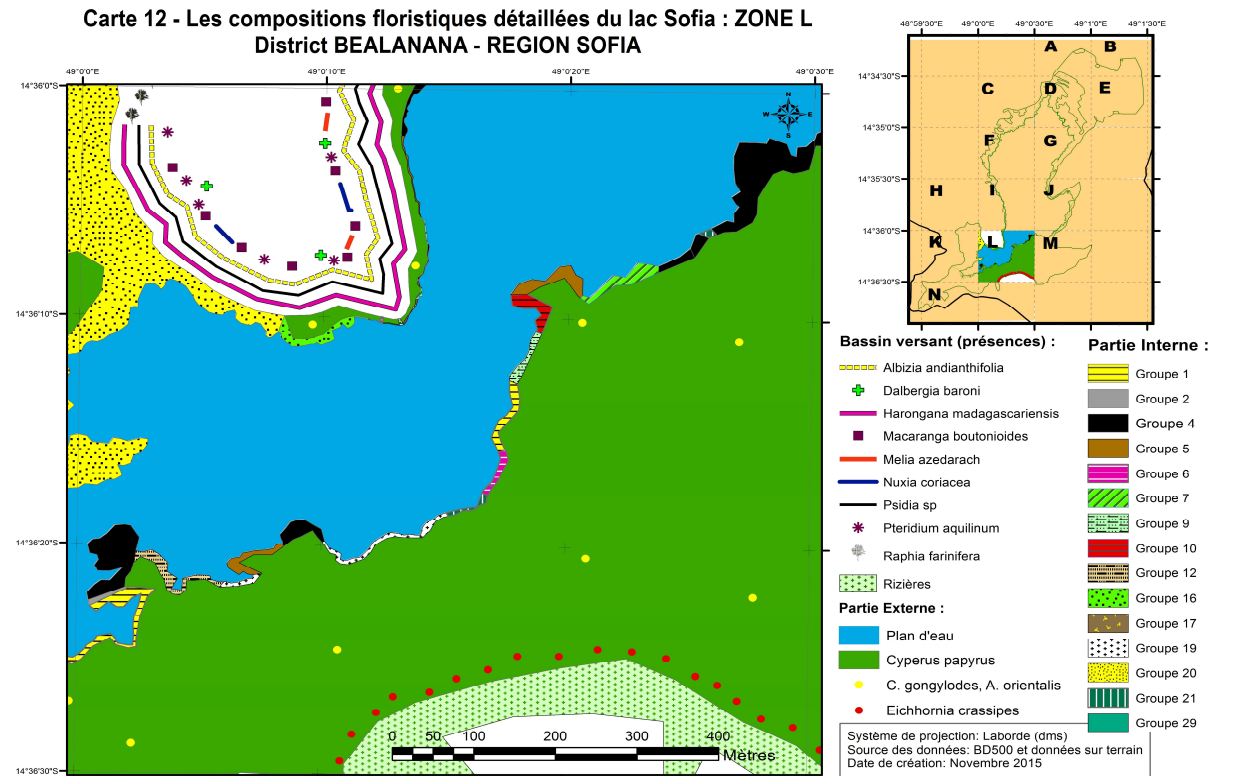 Carte 12 - Les compositions floristiques détaillées du lac Sofia : ZONE L
District BEALANANA - REGION SOFIA
49°0'0"E 49°0'10"E 49°0'20"E 49°0'30"E
14°36'0"S
14°36'10"S
14°36'20"S
14°36'30"S
N
W E
S
0 50 100 200 300 400
Mètres
48°59'30"E 49°0'0"E 49°0'30"E 49°1'0"E 49°1'30"E
14°34'30"S
14°35'0"S
14°35'30"S
14°36'0"S
14°36'30"S
A B
C D E
F G
H I J
K L M
N
Bassin versant (présences) :
Albizia andianthifolia
Dalbergia baroni
Harongana madagascariensis
Macaranga boutonioides
Melia azedarach
Nuxia coriacea
Psidia sp
Pteridium aquilinum
Raphia farinifera
Rizières
Partie Externe :
Plan d'eau
Cyperus papyrus
C. gongylodes, A. orientalis
Eichhornia crassipes
Partie Interne :
Groupe 1
Groupe 2
Groupe 4
Groupe 5
Groupe 6
Groupe 7
Groupe 9
Groupe 10
Groupe 12
Groupe 16
Groupe 17
Groupe 19
Groupe 20
Groupe 21
Groupe 29
Système de projection: Laborde (dms)
Source des données: BD500 et données sur terrain
Date de création: Novembre 2015